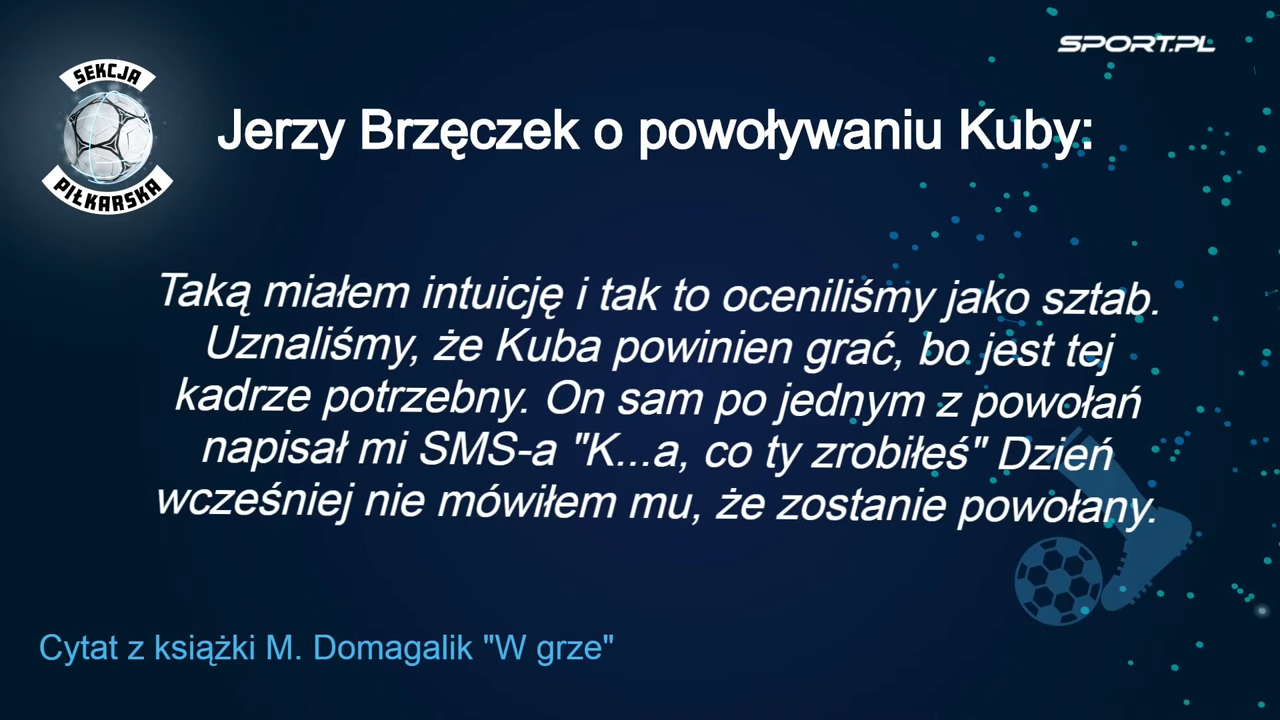 SPORT.PL
SEKCJA
PIŁKARSKA
Jerzy Brzęczek o powoływaniu Kuby:
Taką miałem intuicję i tak to oceniliśmy jako sztab.
Uznaliśmy, że Kuba powinien grać, bo jest tej
kadrze potrzebny. On sam po jednym z powołań
napisał mi SMS-a "K...a, co ty zrobiłeś" Dzień
wcześniej nie mówiłem mu, że zostanie powołany.
Cytat z książki M. Domagalik "W grze"